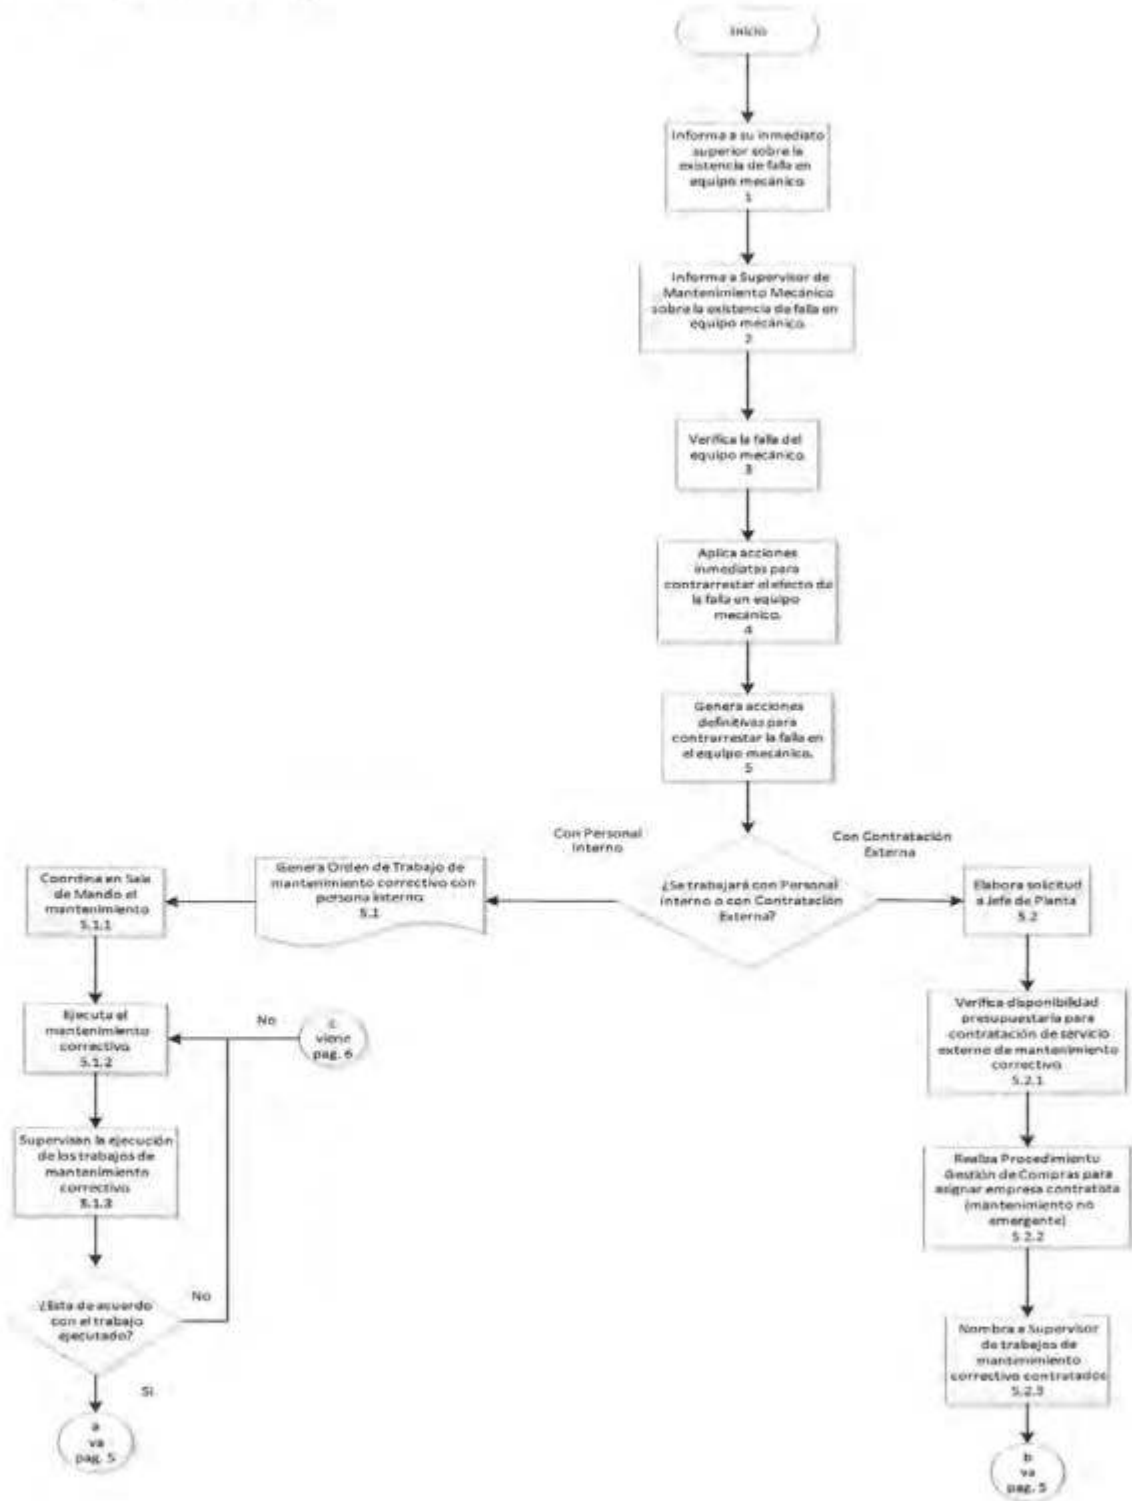 Inicio
Informa a su inmediato
superior sobre la
existencia de falla en
equipo mecánico
1
Informa a Supervisor de
Mantenimiento Mecánico
sobre la existencia de falla en
equipo mecánico.
2
Verifica la falla del
equipo mecánico.
3
Aplica acciones
inmediatas para
contrarrestar el efecto de
la falla en equipo
mecánico.
4
Genera acciones
definitivas para
contrarrestar la falla en
el equipo mecánico.
5
¿Se trabajará con Personal
interno o con Contratación
Externa?
Con Personal
Interno
Con Contratación
Externa
Genera Orden de Trabajo de
mantenimiento correctivo con
persona interno
5.1
Coordina en Sala
de Mando el
mantenimiento
5.1.1
Ejecuta el
mantenimiento
correctivo
5.1.2
No
c
viene
pag. 6
Supervisan la ejecución
de los trabajos de
mantenimiento
correctivo
5.1.3
¿Esta de acuerdo
con el trabajo
ejecutado?
No
Si
a
va
pag. 5
Elabora solicitud
a Jefe de Planta
5.2
Verifica disponibilidad
presupuestaria para
contratación de servicio
externo de mantenimiento
correctivo
5.2.1
Realiza Procedimiento
Gestión de Compras para
asignar empresa contratista
(mantenimiento no
emergente)
5.2.2
Nombra a Supervisor
de trabajos de
mantenimiento
correctivo contratados
5.2.3
b
va
pag. 5